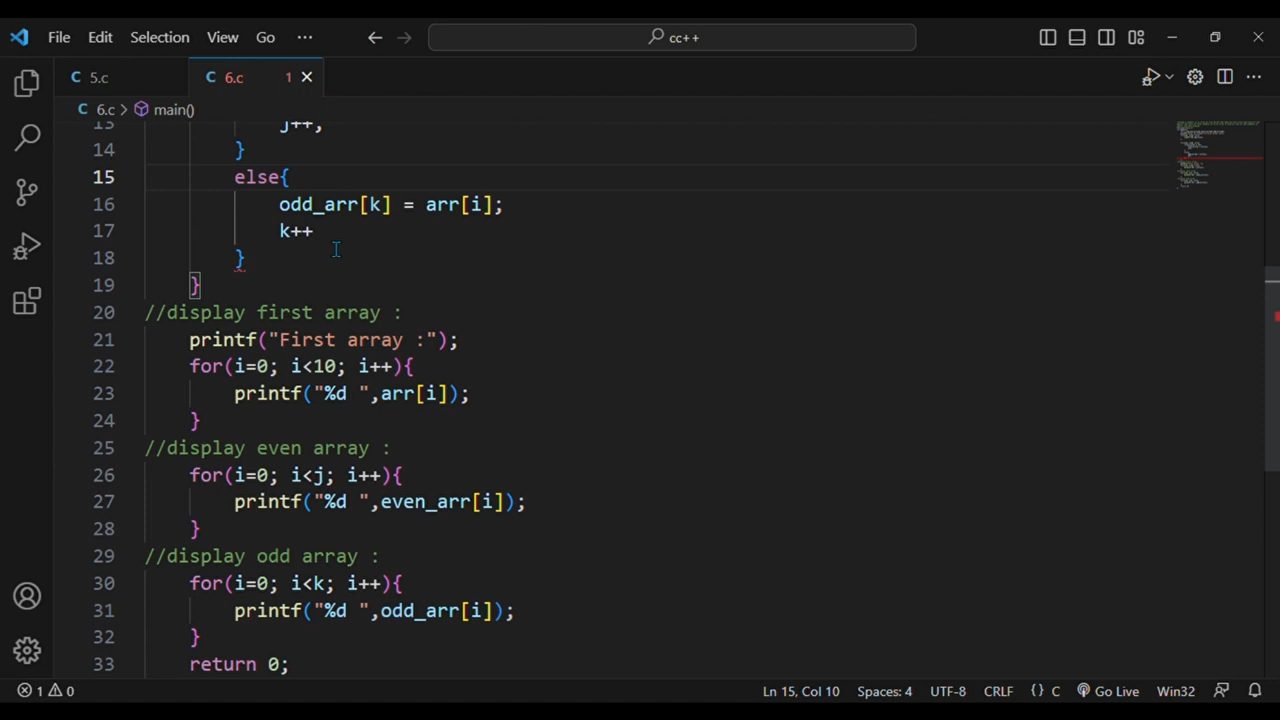 File Edit Selection View Go ··· cc++
5.c 6.c 1
6.c > main()
13 j++;
14 }
15 else{
16 odd_arr[k] = arr[i];
17 k++
18 }
19 }
20 //display first array :
21 printf("First array :");
22 for(i=0; i<10; i++){
23 printf("%d ",arr[i]);
24 }
25 //display even array :
26 for(i=0; i<j; i++){
27 printf("%d ",even_arr[i]);
28 }
29 //display odd array :
30 for(i=0; i<k; i++){
31 printf("%d ",odd_arr[i]);
32 }
33 return 0;
1 0 Ln 15, Col 10 Spaces: 4 UTF-8 CRLF {} C Go Live Win32